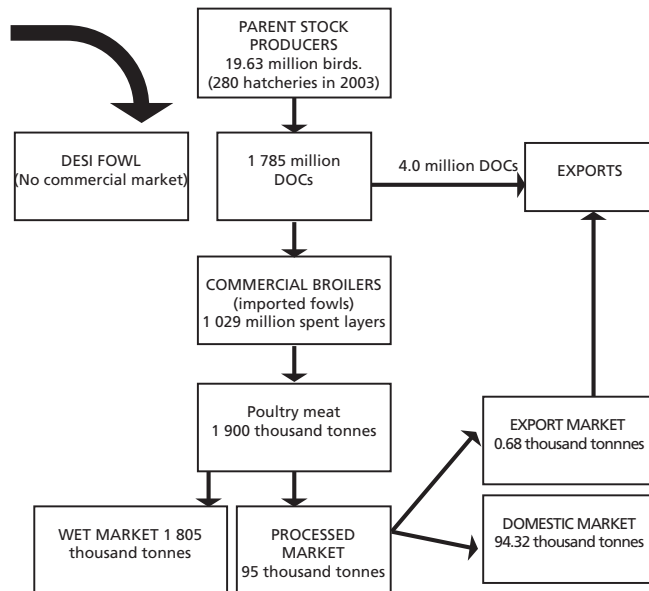 PARENT STOCK
PRODUCERS
19.63 million birds.
(280 hatcheries in 2003)
DESI FOWL
(No commercial market)
1 785 million
DOCs
4.0 million DOCs
EXPORTS
COMMERCIAL BROILERS
(imported fowls)
1 029 million spent layers
Poultry meat
1 900 thousand tonnes
EXPORT MARKET
0.68 thousand tonnnes
WET MARKET 1 805
thousand tonnes
PROCESSED
MARKET
95 thousand tonnes
DOMESTIC MARKET
94.32 thousand tonnes